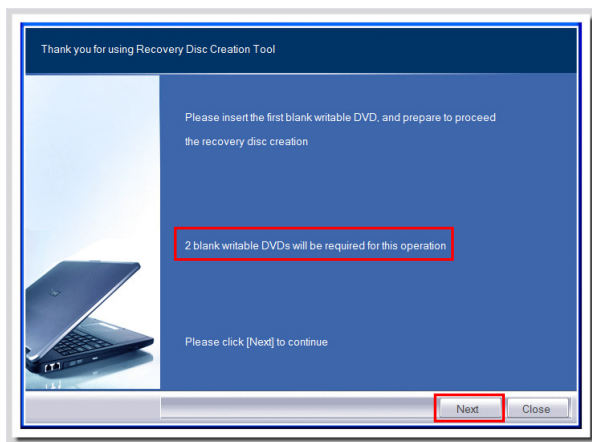 Thank you for using Recovery Disc Creation Tool
Please insert the first blank writable DVD, and prepare to proceed
the recovery disc creation
2 blank writable DVDs will be required for this operation
Please click [Next] to continue
Next
Close